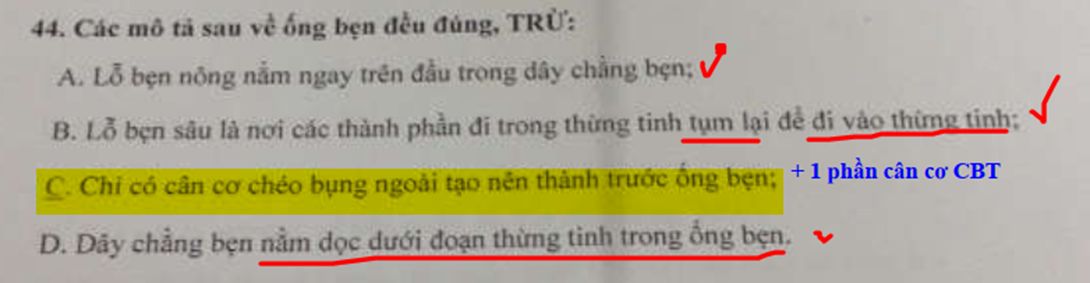 44. Các mô tả sau về ống bẹn đều đúng, TRỪ:
A. Lỗ bẹn nông nằm ngay trên đầu trong dây chằng bẹn;
B. Lỗ bẹn sâu là nơi các thành phần đi trong thừng tinh tụm lại để đi vào thừng tinh;
C. Chỉ có cân cơ chéo bụng ngoài tạo nên thành trước ống bẹn; + 1 phần cân cơ CBT
D. Dây chằng bẹn nằm dọc dưới đoạn thừng tinh trong ống bẹn.